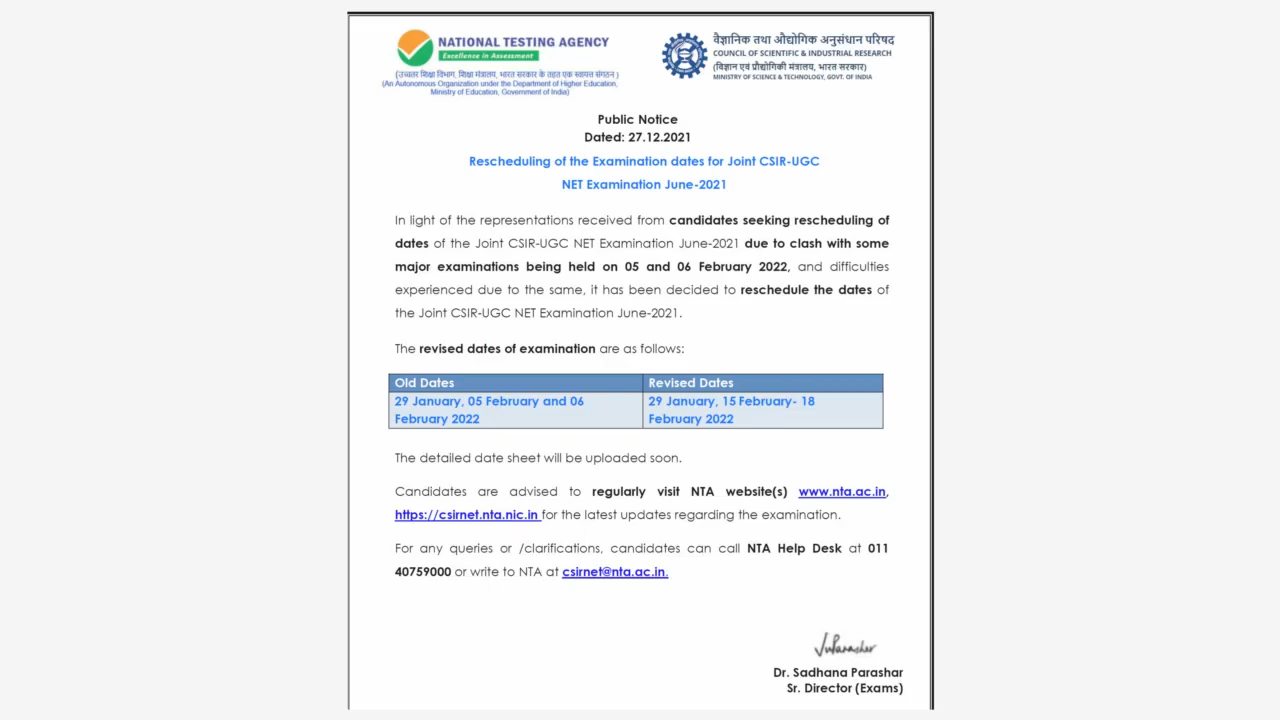 NATIONAL TESTING AGENCY
Excellence in Assessment
(उच्चतर शिक्षा विभाग, शिक्षा मंत्रालय, भारत सरकार के तहत एक स्वायत्त संगठन )
(An Autonomous Organization under the Department of Higher Education,
Ministry of Education, Government of India)
वैज्ञानिक तथा औद्योगिक अनुसंधान परिषद
COUNCIL OF SCIENTIFIC & INDUSTRIAL RESEARCH
(विज्ञान एवं प्रौद्योगिकी मंत्रालय, भारत सरकार)
MINISTRY OF SCIENCE & TECHNOLOGY, GOVT. OF INDIA
Public Notice
Dated: 27.12.2021
Rescheduling of the Examination dates for Joint CSIR-UGC
NET Examination June-2021
In light of the representations received from candidates seeking rescheduling of
dates of the Joint CSIR-UGC NET Examination June-2021 due to clash with some
major examinations being held on 05 and 06 February 2022, and difficulties
experienced due to the same, it has been decided to reschedule the dates of
the Joint CSIR-UGC NET Examination June-2021.
The revised dates of examination are as follows:
Old Dates
29 January, 05 February and 06
February 2022
Revised Dates
29 January, 15 February- 18
February 2022
The detailed date sheet will be uploaded soon.
Candidates are advised to regularly visit NTA website(s) www.nta.ac.in,
https://csirnet.nta.nic.in for the latest updates regarding the examination.
For any queries or /clarifications, candidates can call NTA Help Desk at 011
40759000 or write to NTA at csirnet@nta.ac.in.
Dr. Sadhana Parashar
Sr. Director (Exams)